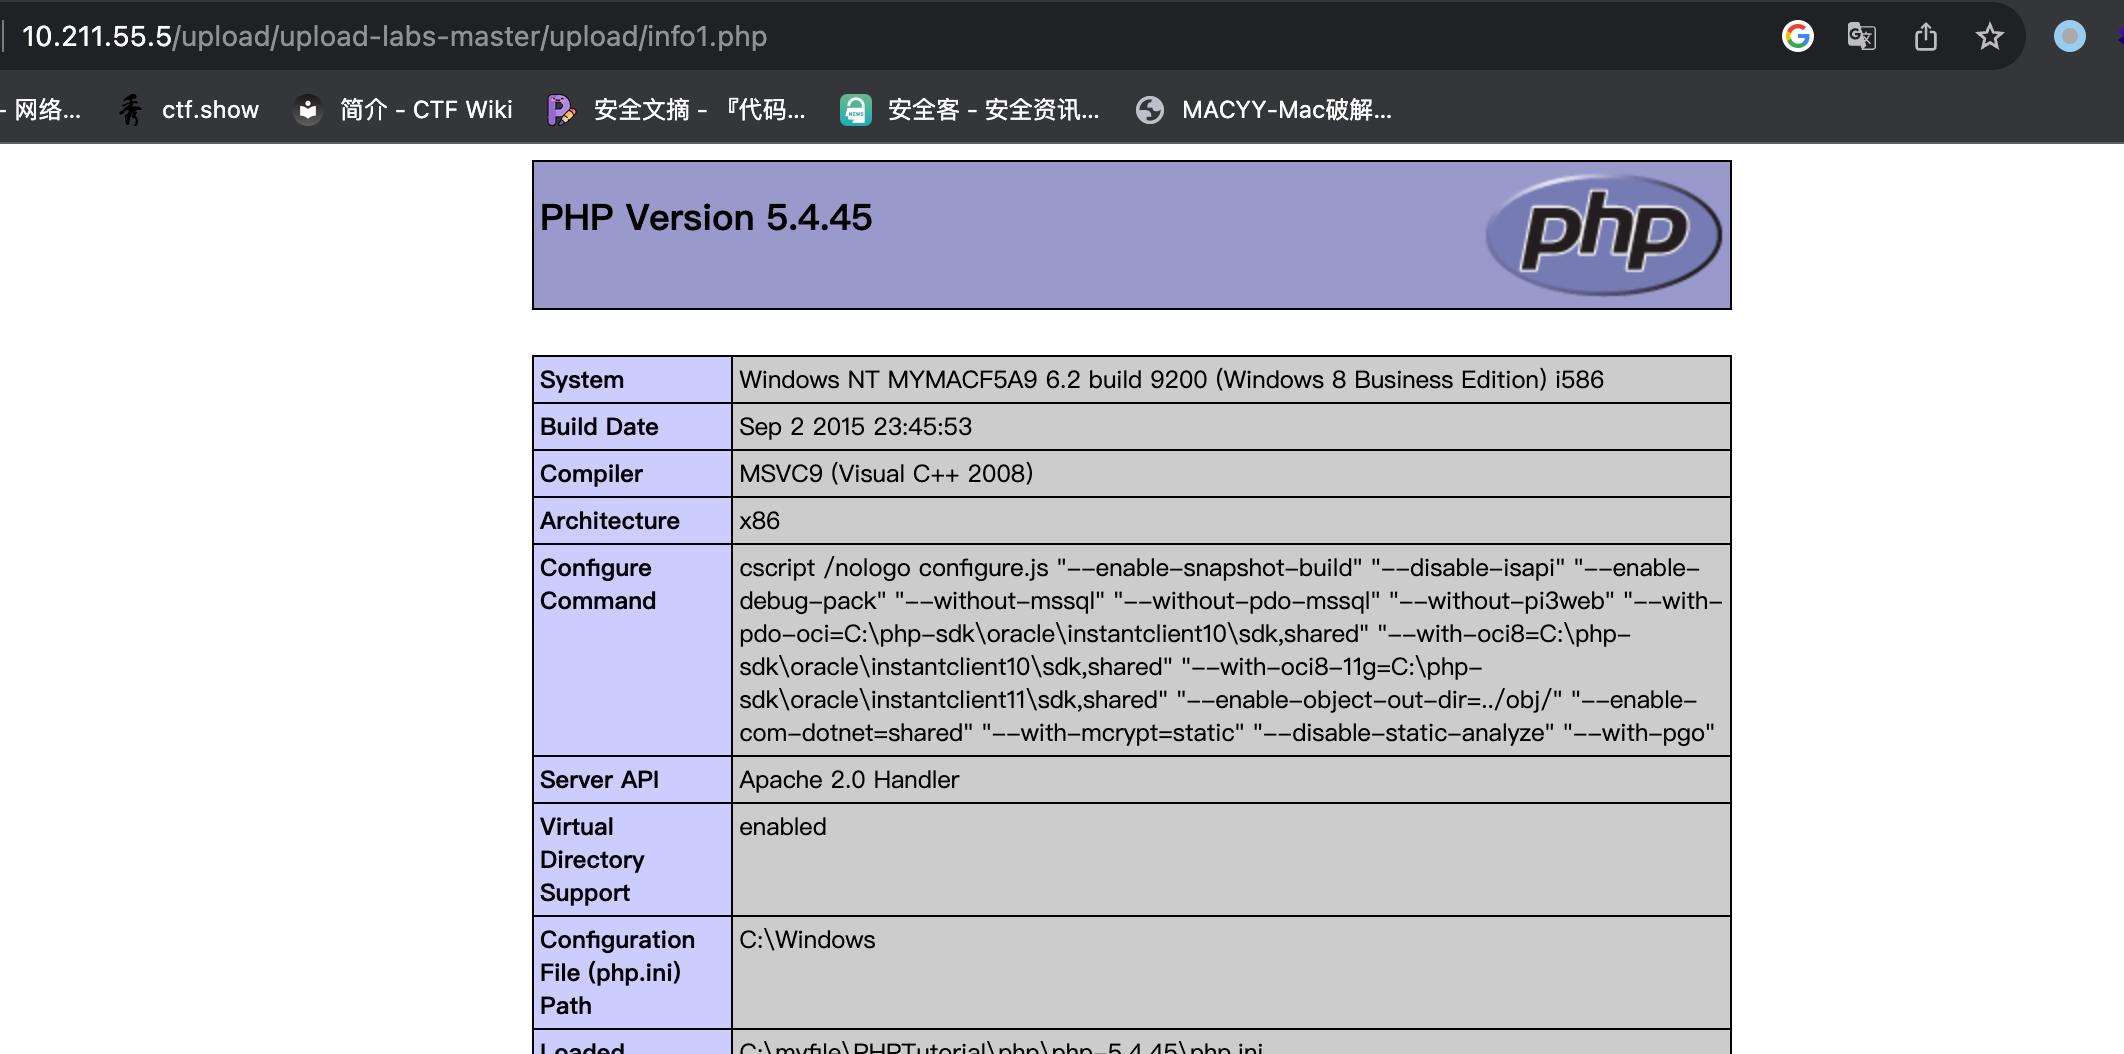 10.211.55.5/upload/upload-labs-master/upload/info1.php
- 网络... ctf.show 简介 - CTF Wiki 安全文摘 - 『代码... 安全客 - 安全资讯... MACYY-Mac破解...
PHP Version 5.4.45
php
System Windows NT MYMACF5A9 6.2 build 9200 (Windows 8 Business Edition) i586
Build Date Sep 2 2015 23:45:53
Compiler MSVC9 (Visual C++ 2008)
Architecture x86
Configure Command
cscript /nologo configure.js "--enable-snapshot-build" "--disable-isapi" "--enable-
debug-pack" "--without-mssql" "--without-pdo-mssql" "--without-pi3web" "--with-
pdo-oci=C:\php-sdk\oracle\instantclient10\sdk,shared" "--with-oci8=C:\php-
sdk\oracle\instantclient10\sdk,shared" "--with-oci8-11g=C:\php-
sdk\oracle\instantclient11\sdk,shared" "--enable-object-out-dir=../obj/" "--enable-
com-dotnet=shared" "--with-mcrypt=static" "--disable-static-analyze" "--with-pgo"
Server API Apache 2.0 Handler
Virtual
Directory
Support
enabled
Configuration
File (php.ini)
Path
C:\Windows
Loaded C:\myfile\PHPTutorial\php\php-5.4.45\php.ini